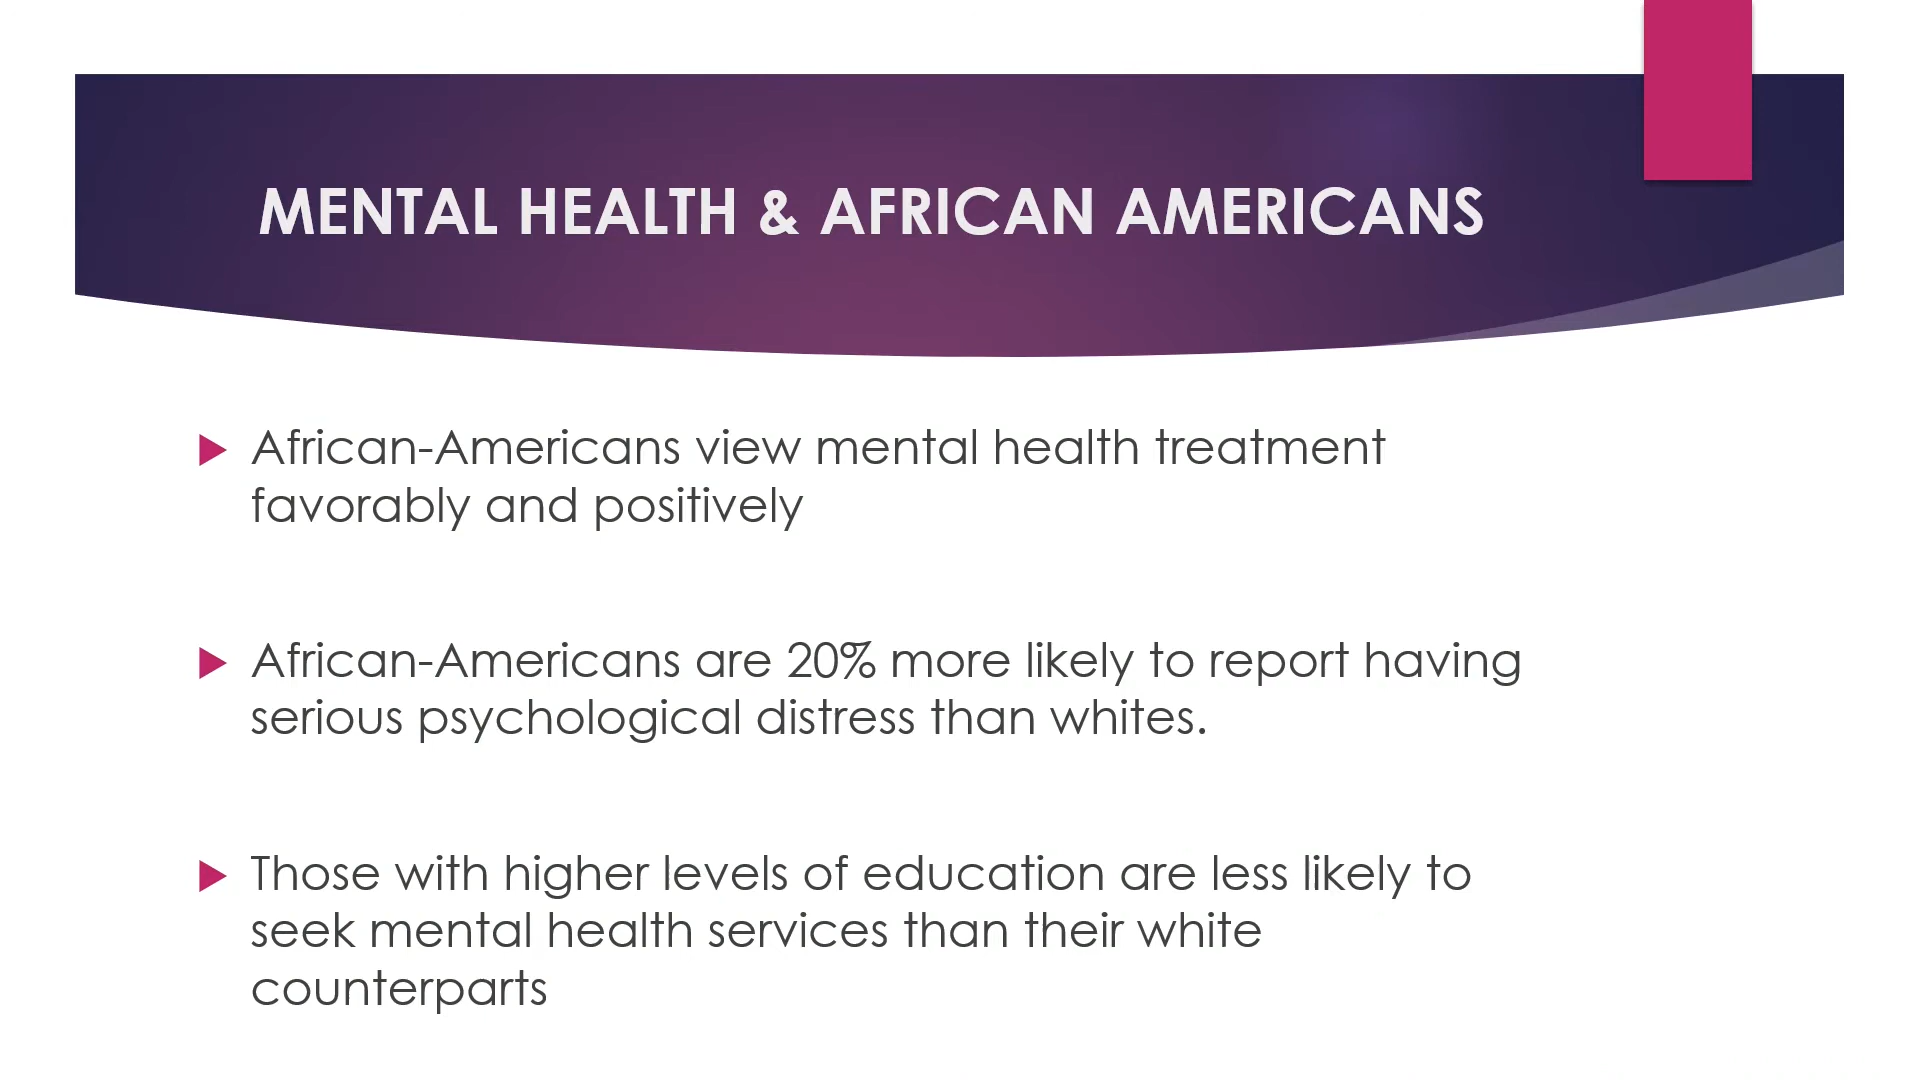 MENTAL HEALTH & AFRICAN AMERICANS
African-Americans view mental health treatment
favorably and positively
African-Americans are 20% more likely to report having
serious psychological distress than whites.
Those with higher levels of education are less likely to
seek mental health services than their white
counterparts